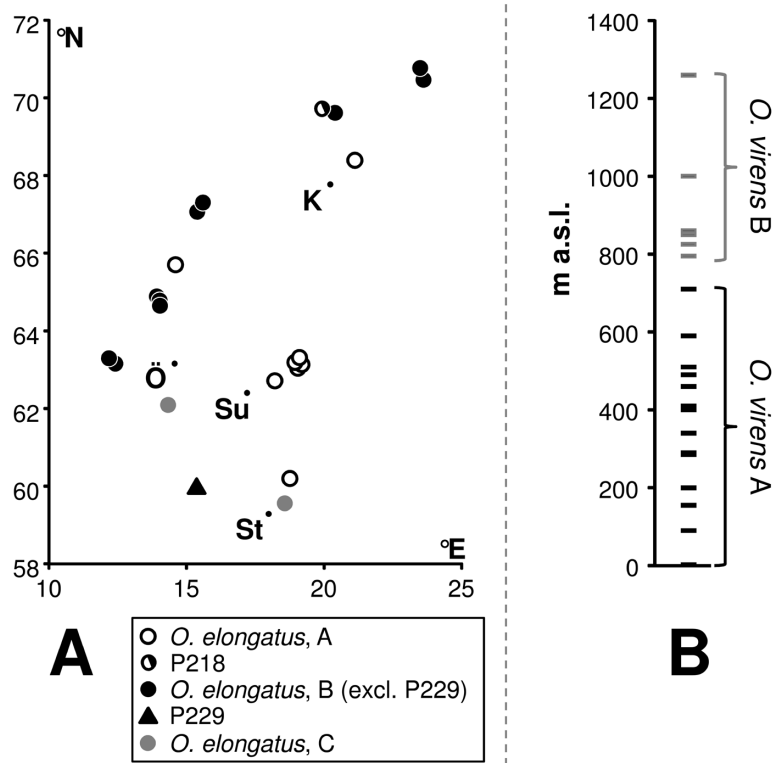 72
70
68
66
64
62
60
58
°N
K
Ö
Su
St
°E
10 15 20 25
A
O. elongatus, A
P218
O. elongatus, B (excl. P229)
P229
O. elongatus, C
m a.s.l.
1400
1200
1000
800
600
400
200
0
O. virens B
O. virens A
B